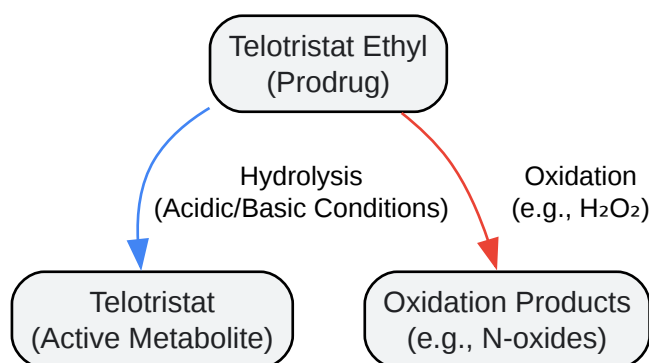 Telotristat Ethyl
(Prodrug)
Hydrolysis
(Acidic/Basic Conditions)
Oxidation
(e.g., H₂O₂)
Telotristat
(Active Metabolite)
Oxidation Products
(e.g., N-oxides)